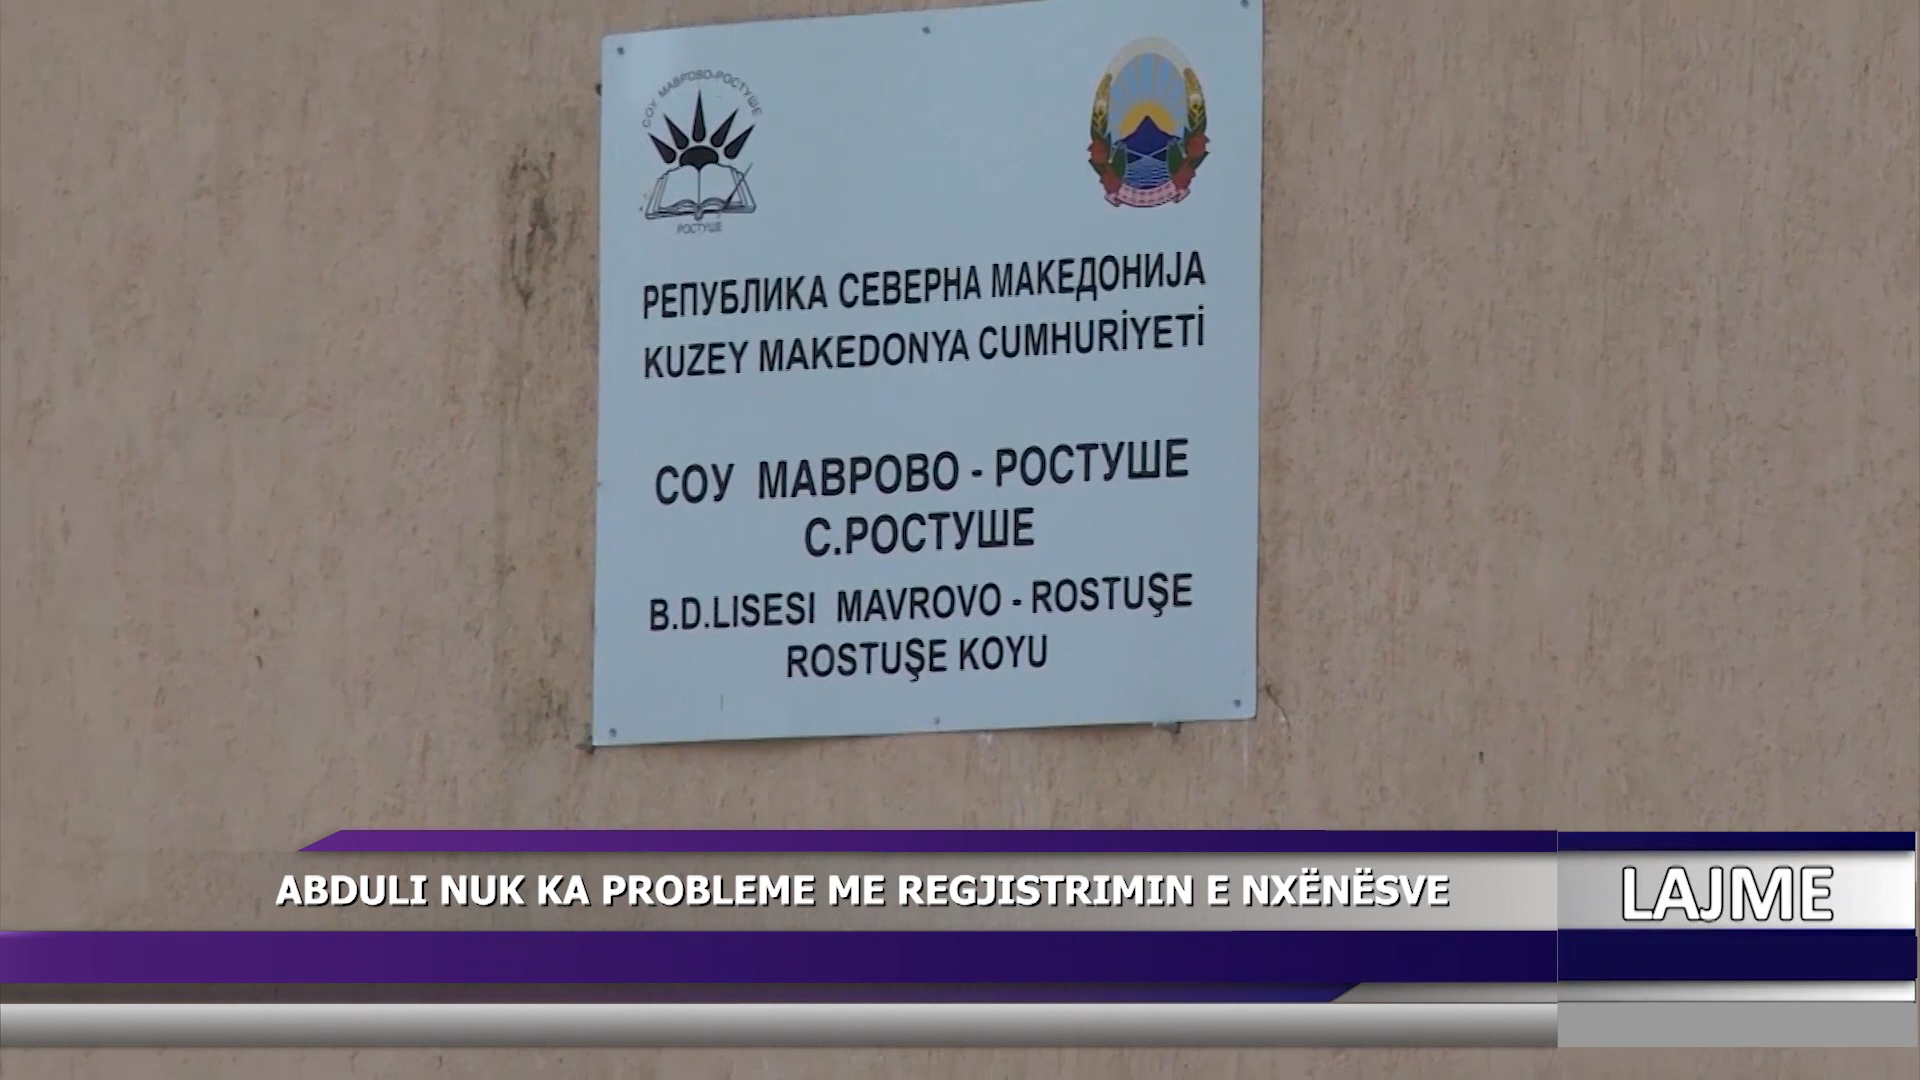 СОУ МАВРОВО-РОСТУШЕ
РОСТУШЕ
РЕПУБЛИКА СЕВЕРНА МАКЕДОНИЈА
KUZEY MAKEDONYA CUMHURİYETİ
СОУ МАВРОВО - РОСТУШЕ
С.РОСТУШЕ
B.D.LISESI MAVROVO - ROSTUŞE
ROSTUŞE KOYU
ABDULI NUK KA PROBLEME ME REGJISTRIMIN E NXËNËSVE
LAJME